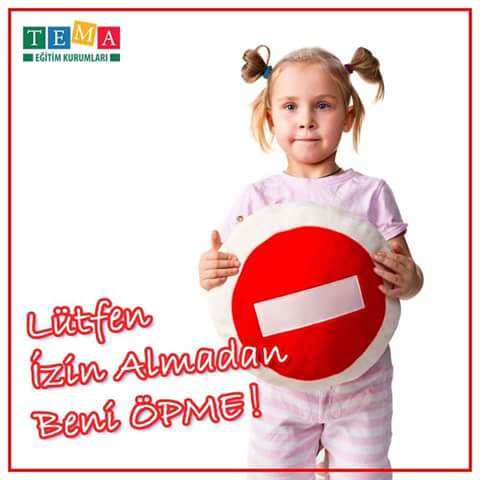 TEMA
EĞİTİM KURUMLARI
Lütfen
İzin Almadan
Beni ÖPME!